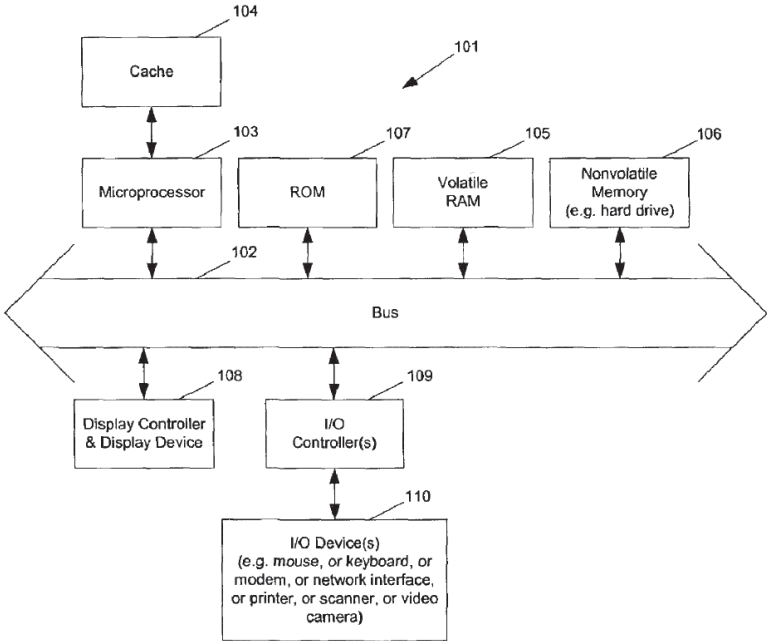 104
Cache
101
103
107
105
106
Microprocessor
ROM
Volatile
RAM
Nonvolatile
Memory
(e.g. hard drive)
102
Bus
108
109
Display Controller
& Display Device
I/O
Controller(s)
110
I/O Device(s)
(e.g. mouse, or keyboard, or
modem, or network interface,
or printer, or scanner, or video
camera)